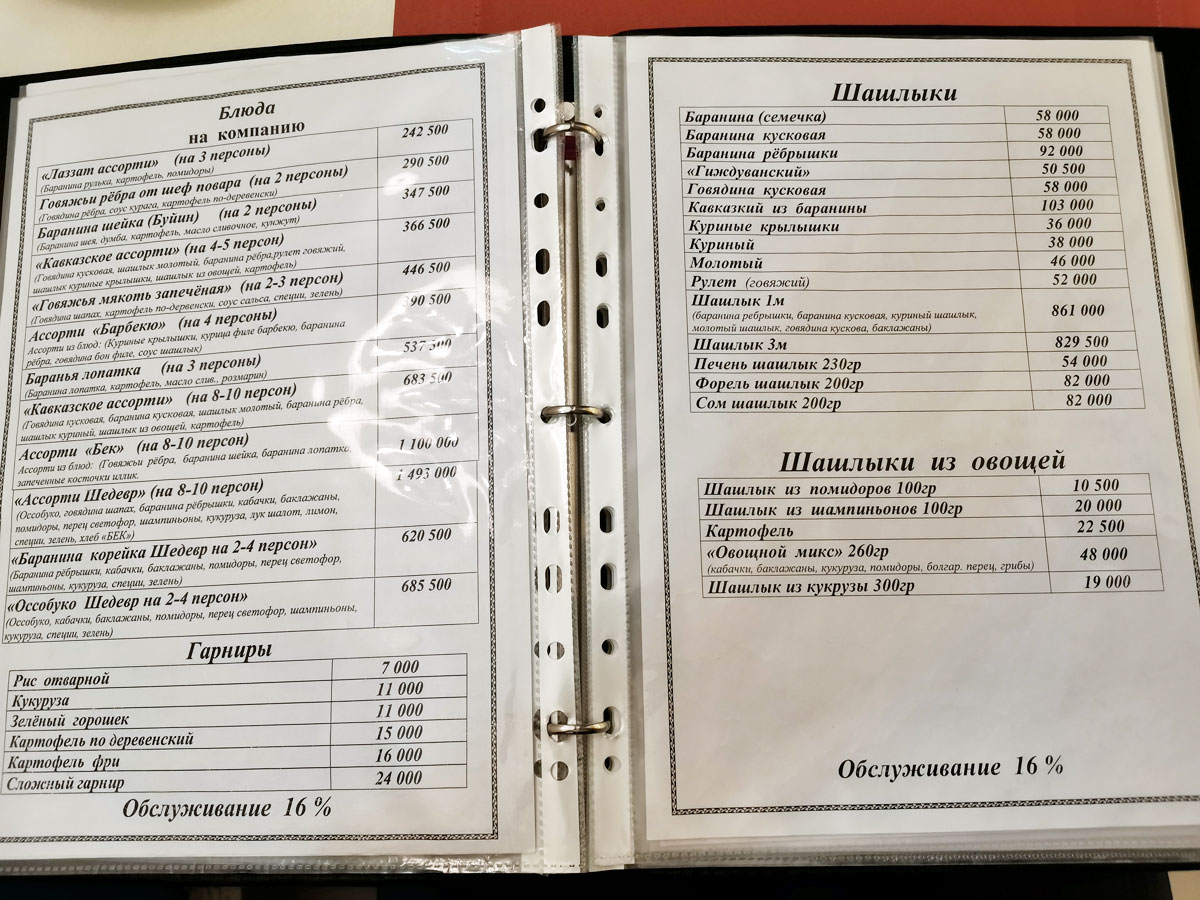 Блюда
на компанию
«Лаззат ассорти» (на 3 персоны) 242 500
(Баранина рулька, картофель, помидоры)
Говяжьи рёбра от шеф повара (на 2 персоны) 290 500
(Говядина рёбра, соус курага, картофель по-деревенски)
Баранина шейка (Буйин) (на 2 персоны) 347 500
(Баранина шея, думба, картофель, масло сливочное, кунжут)
«Кавказское ассорти» (на 4-5 персон) 366 500
(Говядина кусковая, шашлык молотый, баранина рёбра,рулет говяжий,
шашлык куриные крылышки, шашлык из овощей, картофель)
«Говяжья мякоть запечёная» (на 2-3 персон) 446 500
(Говядина шапах, картофель по-дервенски, соус сальса, специи, зелень)
Ассорти «Барбекю» (на 4 персоны) 390 500
Ассорти из блюд: (Куриные крылышки, курица филе барбекю, баранина
рёбра, говядина бон филе, соус шашлык)
Баранья лопатка (на 3 персоны) 537 500
(Баранина лопатка, картофель, масло слив., розмарин)
«Кавказское ассорти» (на 8-10 персон) 683 500
(Говядина кусковая, баранина кусковая, шашлык молотый, баранина рёбра,
шашлык куриный, шашлык из овощей, картофель)
Ассорти «Бек» (на 8-10 персон) 1 100 000
Ассорти из блюд: (Говяжьи рёбра, баранина шейка, баранина лопатка,
запеченные косточки иллик.
«Ассорти Шедевр» (на 8-10 персон) 1 493 000
(Оссобуко, говядина шапах, баранина рёбрышки, кабачки, баклажаны,
помидоры, перец светофор, шампиньоны, кукуруза, лук шалот, лимон,
специи, зелень, хлеб «БЕК»)
«Баранина корейка Шедевр на 2-4 персон» 620 500
(Баранина рёбрышки, кабачки, баклажаны, помидоры, перец светофор,
шампиньоны, кукуруза, специи, зелень)
«Оссобуко Шедевр на 2-4 персон» 685 500
(Оссобуко, кабачки, баклажаны, помидоры, перец светофор, шампиньоны,
кукуруза, специи, зелень)
Гарниры
Рис отварной 7 000
Кукуруза 11 000
Зелёный горошек 11 000
Картофель по деревенский 15 000
Картофель фри 16 000
Сложный гарнир 24 000
Обслуживание 16 %
Шашлыки
Баранина (семечка) 58 000
Баранина кусковая 58 000
Баранина рёбрышки 92 000
«Гиждуванский» 50 500
Говядина кусковая 58 000
Кавказкий из баранины 103 000
Куриные крылышки 36 000
Куриный 38 000
Молотый 46 000
Рулет (говяжий) 52 000
Шашлык 1м 861 000
(баранина ребрышки, баранина кусковая, куриный шашлык,
молотый шашлык, говядина кускова, баклажаны)
Шашлык 3м 829 500
Печень шашлык 230гр 54 000
Форель шашлык 200гр 82 000
Сом шашлык 200гр 82 000
Шашлыки из овощей
Шашлык из помидоров 100гр 10 500
Шашлык из шампиньонов 100гр 20 000
Картофель 22 500
«Овощной микс» 260гр 48 000
(кабачки, баклажаны, кукуруза, помидоры, болгар. перец, грибы)
Шашлык из кукрузы 300гр 19 000
Обслуживание 16 %